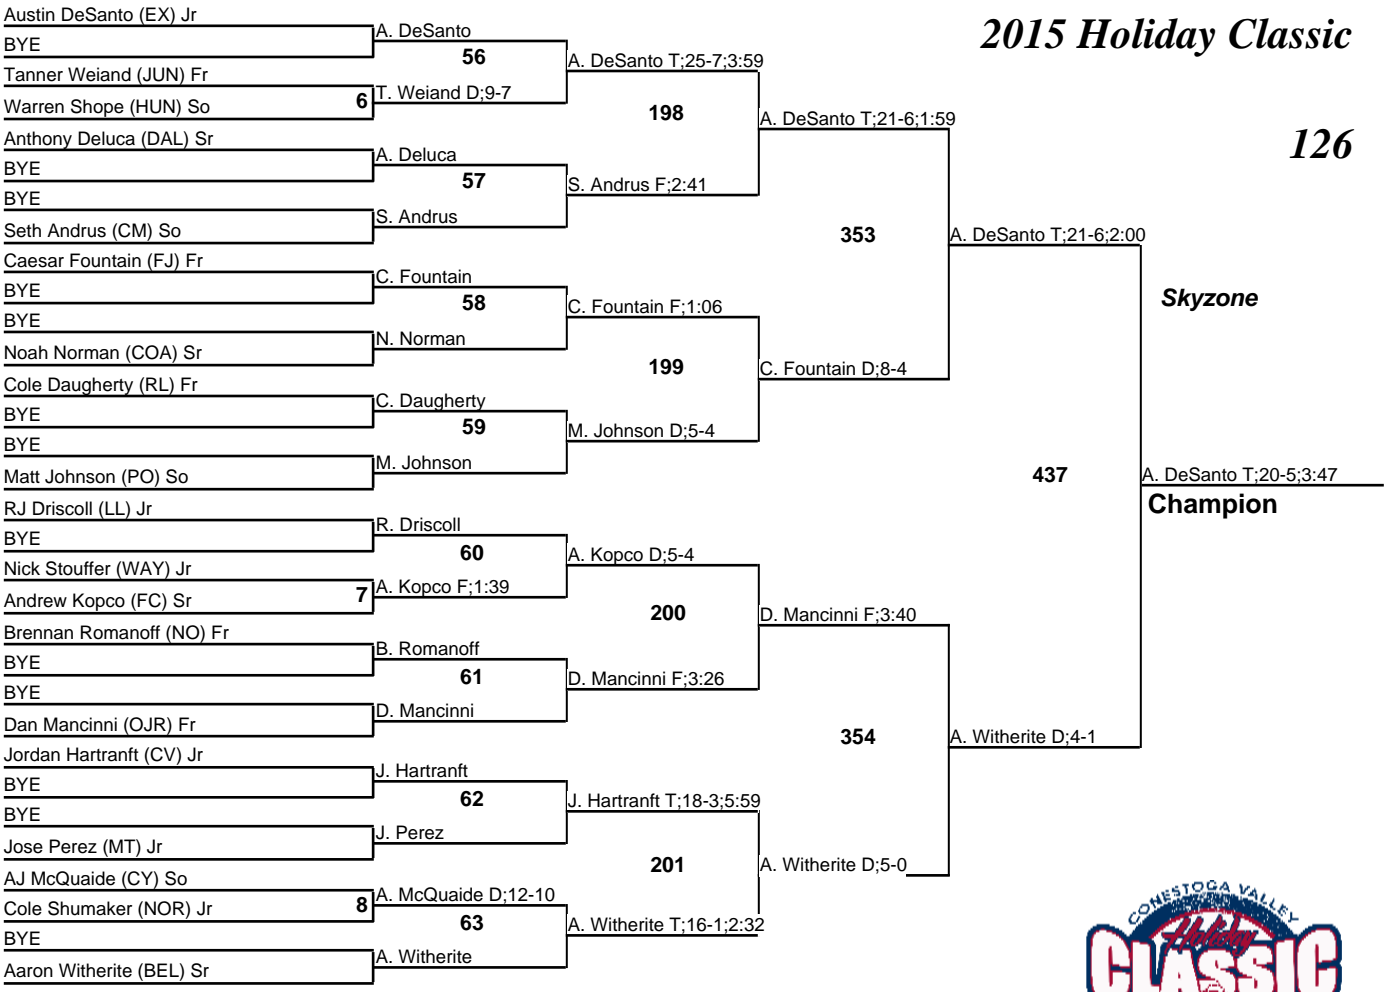 2015 Holiday Classic
126
Austin DeSanto (EX) Jr
BYE
Tanner Weiand (JUN) Fr
Warren Shope (HUN) So
Anthony Deluca (DAL) Sr
BYE
BYE
Seth Andrus (CM) So
Caesar Fountain (FJ) Fr
BYE
BYE
Noah Norman (COA) Sr
Cole Daugherty (RL) Fr
BYE
BYE
Matt Johnson (PO) So
RJ Driscoll (LL) Jr
BYE
Nick Stouffer (WAY) Jr
Andrew Kopco (FC) Sr
Brennan Romanoff (NO) Fr
BYE
BYE
Dan Mancinni (OJR) Fr
Jordan Hartranft (CV) Jr
BYE
BYE
Jose Perez (MT) Jr
AJ McQuaide (CY) So
Cole Shumaker (NOR) Jr
BYE
Aaron Witherite (BEL) Sr
A. DeSanto
56
6 T. Weiand D;9-7
A. Deluca
57
S. Andrus
C. Fountain
58
N. Norman
C. Daugherty
59
M. Johnson
R. Driscoll
60
7 A. Kopco F;1:39
B. Romanoff
61
D. Mancinni
J. Hartranft
62
J. Perez
8 A. McQuaide D;12-10
63
A. Witherite
A. DeSanto T;25-7;3:59
198
S. Andrus F;2:41
C. Fountain F;1:06
199
M. Johnson D;5-4
A. Kopco D;5-4
200
D. Mancinni F;3:26
J. Hartranft T;18-3;5:59
201
A. Witherite T;16-1;2:32
A. DeSanto T;21-6;1:59
353
C. Fountain D;8-4
D. Mancinni F;3:40
354
A. Witherite D;5-0
A. DeSanto T;21-6;2:00
437
A. Witherite D;4-1
Skyzone
A. DeSanto T;20-5;3:47
Champion
CONESTOGA VALLEY
Holiday
CLASSIC